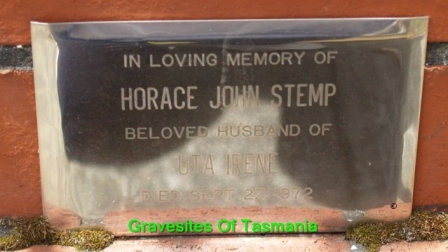 IN LOVING MEMORY OF
HORACE JOHN STEMP
BELOVED HUSBAND OF
IRENE
DIED SEPT 27,
©
Gravesites Of Tasmania